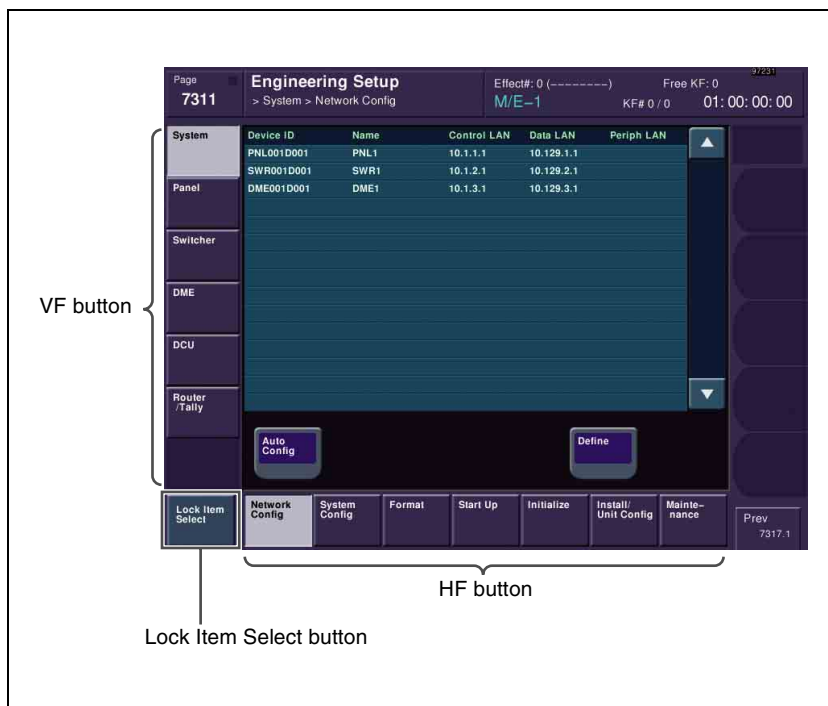 Page
7311
Engineering Setup
> System > Network Config
Effect#: 0 (--------)
Free KF: 0
97231
M/E-1
KF# 0 / 0
01: 00: 00: 00
System
Panel
Switcher
DME
DCU
Router
/Tally
Device ID Name Control LAN Data LAN Periph LAN
PNL001D001 PNL1 10.1.1.1 10.129.1.1
SWR001D001 SWR1 10.1.2.1 10.129.2.1
DME001D001 DME1 10.1.3.1 10.129.3.1
Auto
Config
Define
VF button
Lock Item
Select
Network
Config
System
Config
Format
Start Up
Initialize
Install/
Unit Config
Mainte-
nance
Prev
7317.1
HF button
Lock Item Select button